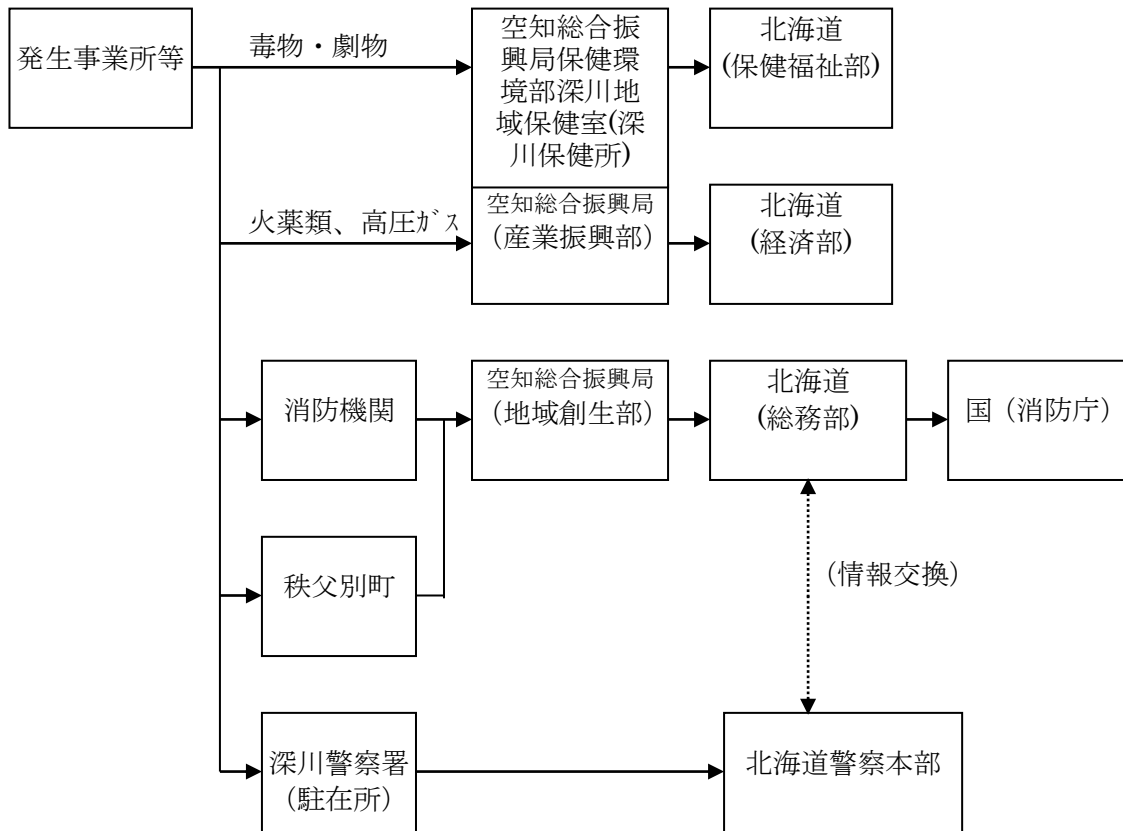 発生事業所等
毒物・劇物
空知総合振
興局保健環
境部深川地
域保健室(深
川保健所)
北海道
(保健福祉部)
火薬類、高圧ｶﾞｽ
空知総合振興局
（産業振興部）
北海道
(経済部)
消防機関
空知総合振興局
（地域創生部）
北海道
(総務部)
国（消防庁）
秩父別町
（情報交換）
深川警察署
（駐在所）
北海道警察本部